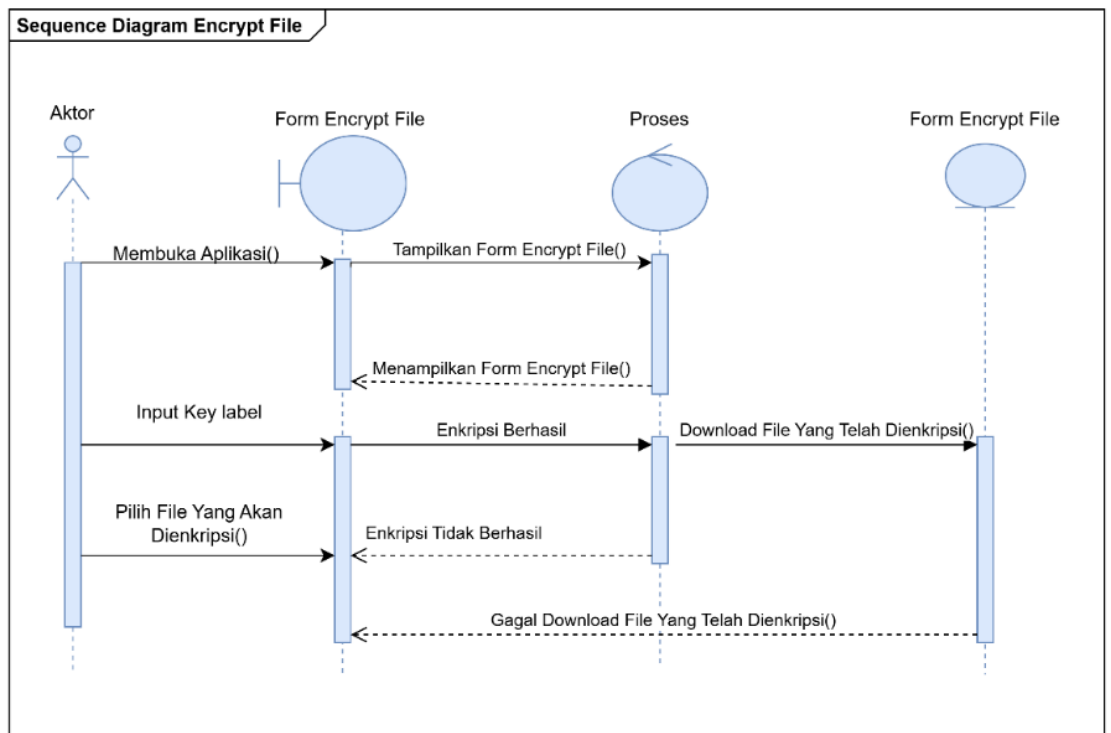 Sequence Diagram Encrypt File
Aktor
Form Encrypt File
Proses
Form Encrypt File
Membuka Aplikasi()
Tampilkan Form Encrypt File()
Menampilkan Form Encrypt File()
Input Key label
Enkripsi Berhasil
Download File Yang Telah Dienkripsi()
Pilih File Yang Akan
Dienkripsi()
Enkripsi Tidak Berhasil
Gagal Download File Yang Telah Dienkripsi()